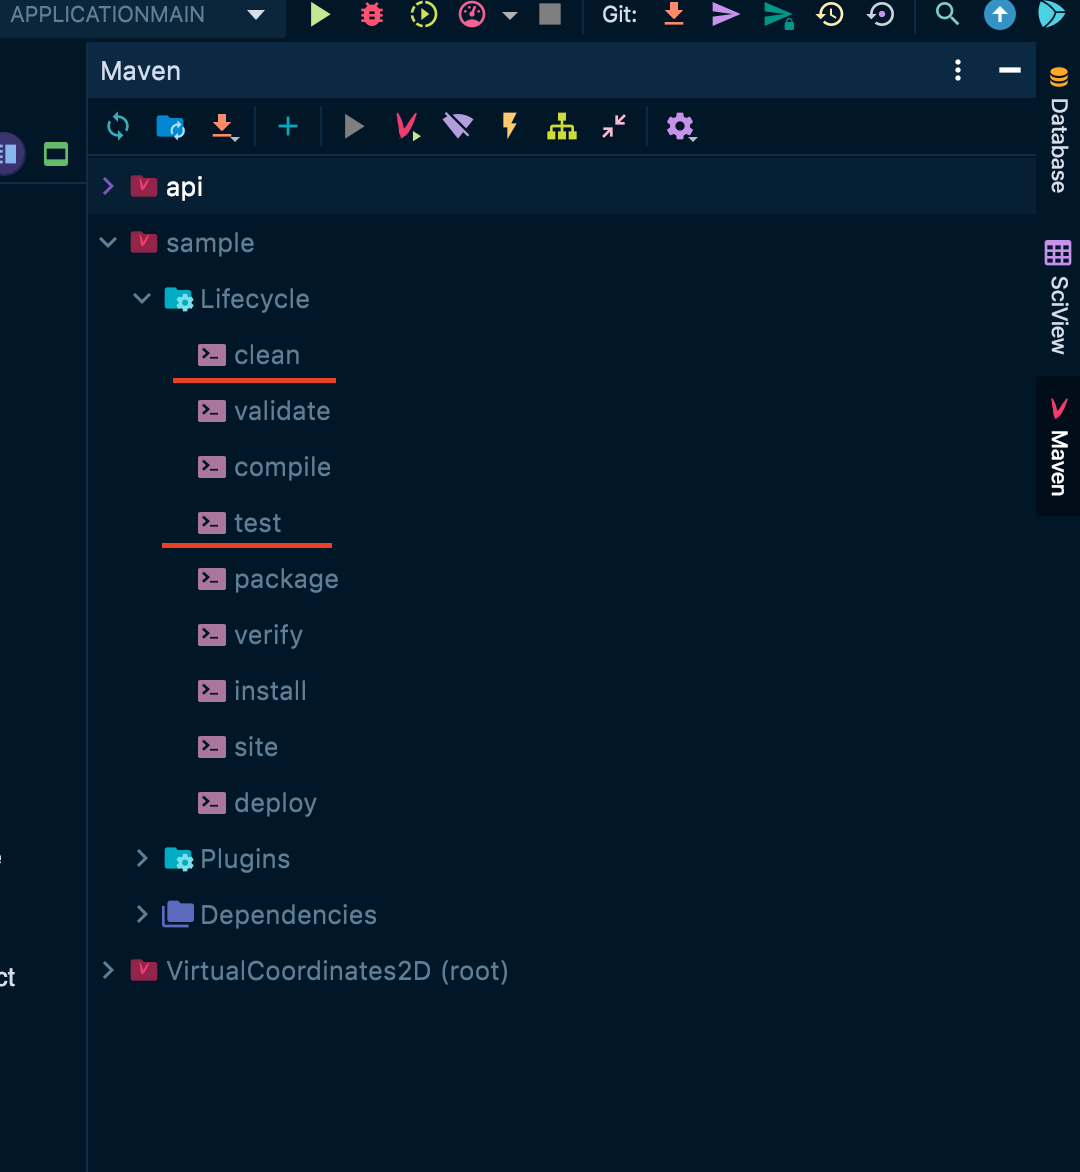 APPLICATIONMAIN
Git:
Maven
api
sample
Lifecycle
clean
validate
compile
test
package
verify
install
site
deploy
Plugins
Dependencies
VirtualCoordinates2D (root)
ct
Database
SciView
Maven